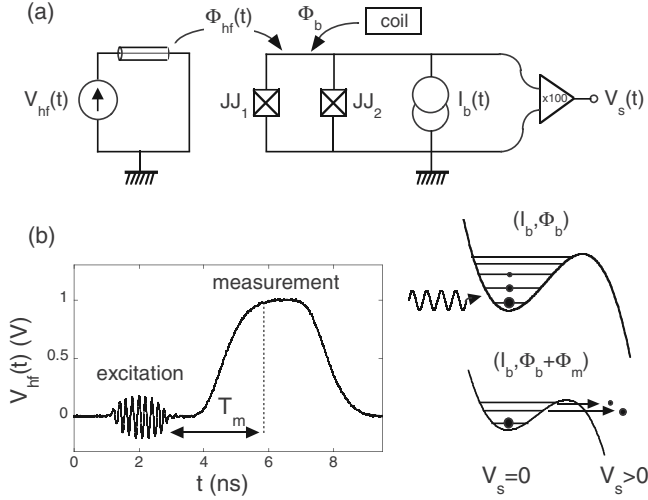 (a)
Φhf(t)
Φb
coil
Vhf(t)
JJ1
JJ2
Ib(t)
x100
Vs(t)
(b)
measurement
excitation
Tm
Vhf(t) (V)
1
0.5
0
0 2 4 6 8
t (ns)
(Ib,Φb)
(Ib,Φb+Φm)
Vs=0
Vs>0